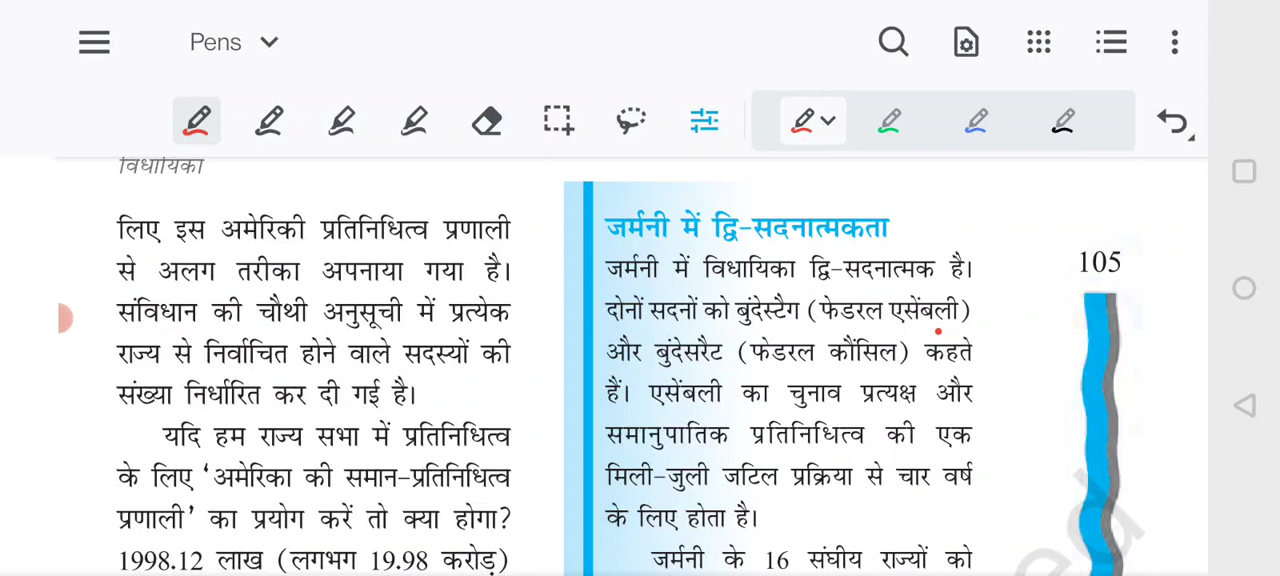 Pens
विधायिका
लिए इस अमेरिकी प्रतिनिधित्व प्रणाली
से अलग तरीका अपनाया गया है।
संविधान की चौथी अनुसूची में प्रत्येक
राज्य से निर्वाचित होने वाले सदस्यों की
संख्या निर्धारित कर दी गई है।
यदि हम राज्य सभा में प्रतिनिधित्व
के लिए ‘अमेरिका की समान-प्रतिनिधित्व
प्रणाली’ का प्रयोग करें तो क्या होगा?
1998.12 लाख (लगभग 19.98 करोड़)
जर्मनी में द्वि-सदनात्मकता
जर्मनी में विधायिका द्वि-सदनात्मक है।
दोनों सदनों को बुंदेस्टैग (फेडरल एसेंबली)
और बुंदेसरैट (फेडरल कौंसिल) कहते
हैं। एसेंबली का चुनाव प्रत्यक्ष और
समानुपातिक प्रतिनिधित्व की एक
मिली-जुली जटिल प्रक्रिया से चार वर्ष
के लिए होता है।
जर्मनी के 16 संघीय राज्यों को
105
ed